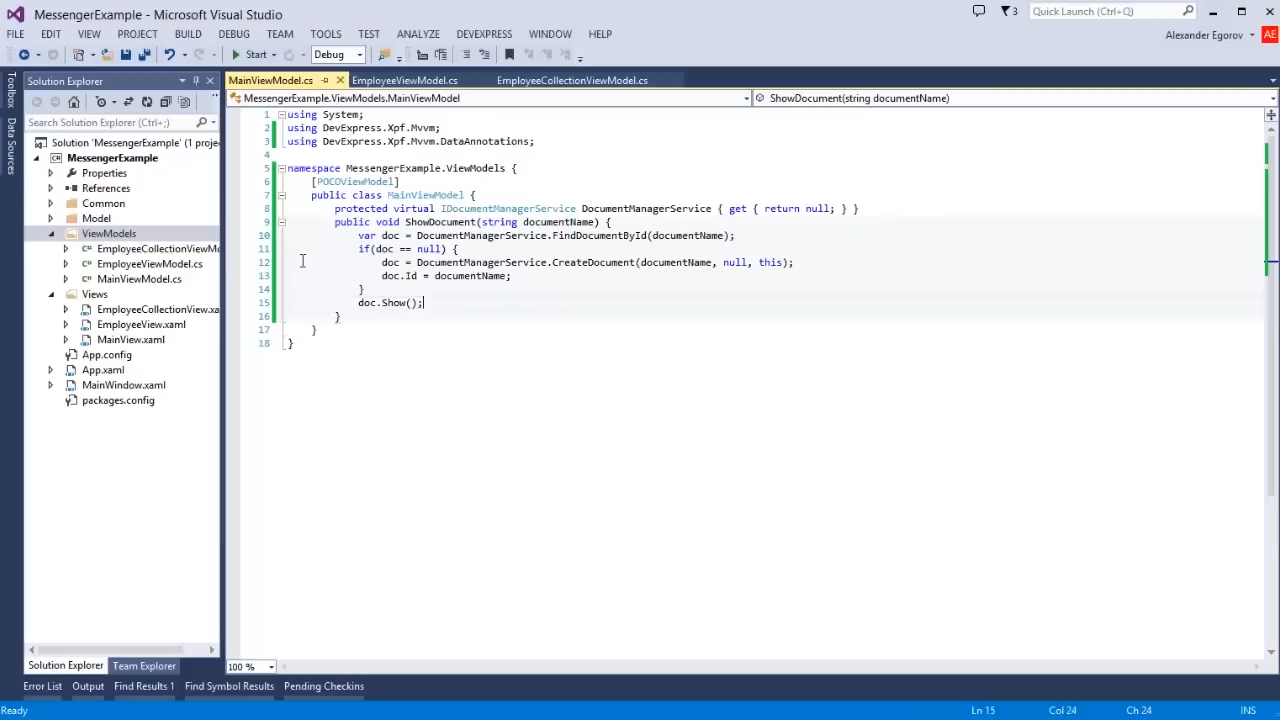 MessengerExample - Microsoft Visual Studio
3
Quick Launch (Ctrl+Q)
FILE EDIT VIEW PROJECT BUILD DEBUG TEAM TOOLS TEST ANALYZE DEVEXPRESS WINDOW HELP
Alexander Egorov AE
Start Debug
Toolbox
Data Sources
Solution Explorer
Search Solution Explorer (Ctrl+;)
Solution 'MessengerExample' (1 projec
MessengerExample
Properties
References
Common
Model
ViewModels
EmployeeCollectionViewMo
EmployeeViewModel.cs
MainViewModel.cs
Views
EmployeeCollectionView.xa
EmployeeView.xaml
MainView.xaml
App.config
App.xaml
MainWindow.xaml
packages.config
Solution Explorer Team Explorer
MainViewModel.cs EmployeeViewModel.cs EmployeeCollectionViewModel.cs
MessengerExample.ViewModels.MainViewModel ShowDocument(string documentName)
1 using System;
2 using DevExpress.Xpf.Mvvm;
3 using DevExpress.Xpf.Mvvm.DataAnnotations;
4
5 namespace MessengerExample.ViewModels {
6 [POCOViewModel]
7 public class MainViewModel {
8 protected virtual IDocumentManagerService DocumentManagerService { get { return null; } }
9 public void ShowDocument(string documentName) {
10 var doc = DocumentManagerService.FindDocumentById(documentName);
11 if(doc == null) {
12 doc = DocumentManagerService.CreateDocument(documentName, null, this);
13 doc.Id = documentName;
14 }
15 doc.Show();
16 }
17 }
18 }
100 %
Error List Output Find Results 1 Find Symbol Results Pending Checkins
Ready Ln 15 Col 24 Ch 24 INS